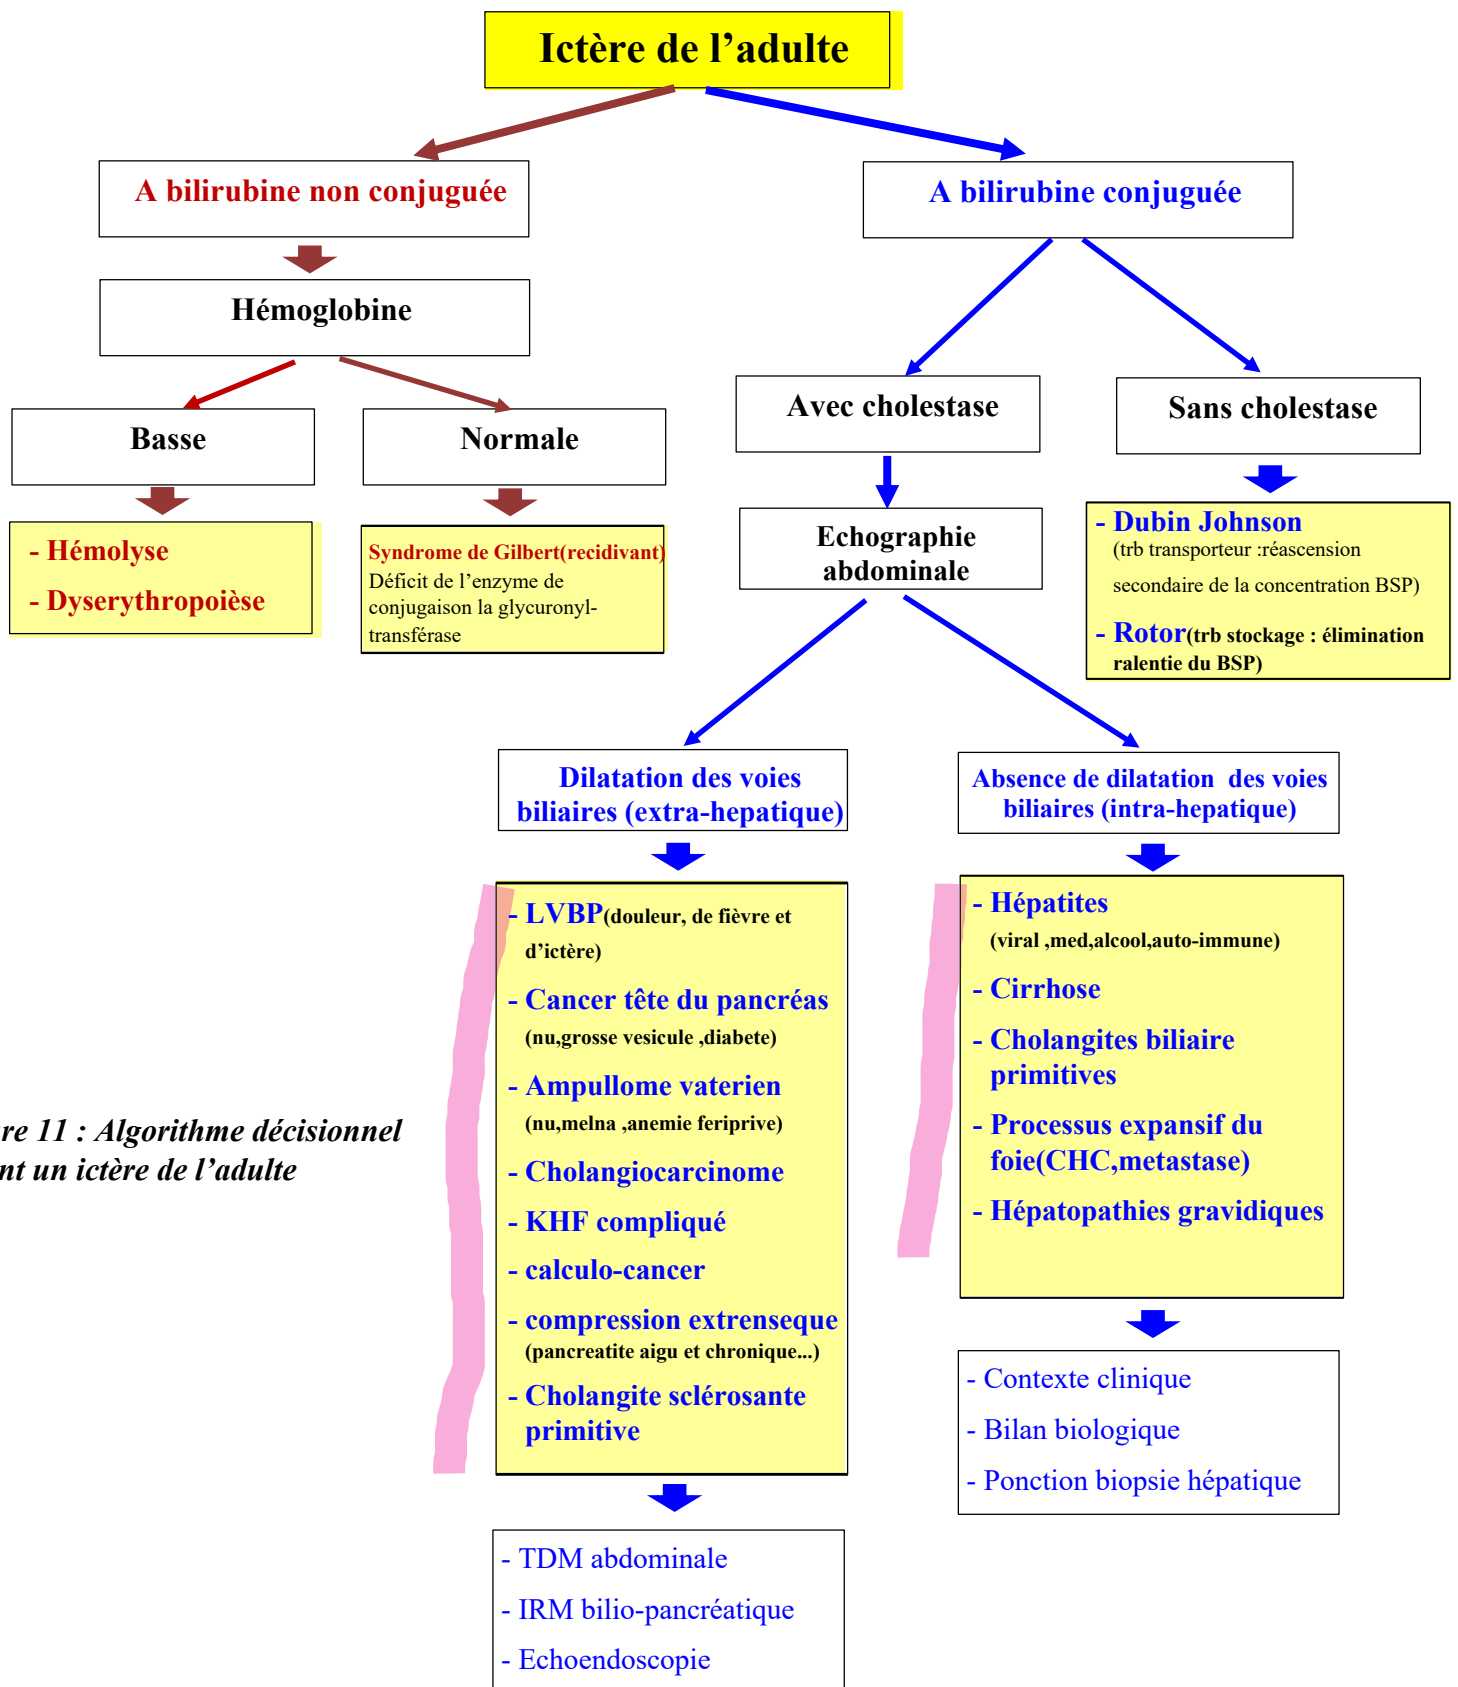 Ictère de l’adulte
A bilirubine non conjuguée
A bilirubine conjuguée
Hémoglobine
Basse
Normale
Avec cholestase
Sans cholestase
- Hémolyse
- Dyserythropoièse
Syndrome de Gilbert(recidivant)
Déficit de l’enzyme de
conjugaison la glycuronyl-
transférase
Echographie
abdominale
- Dubin Johnson
(trb transporteur :réascension
secondaire de la concentration BSP)
- Rotor(trb stockage : élimination
ralentie du BSP)
Dilatation des voies
biliaires (extra-hepatique)
Absence de dilatation des voies
biliaires (intra-hepatique)
- LVBP(douleur, de fièvre et
d’ictère)
- Cancer tête du pancréas
(nu,grosse vesicule ,diabete)
- Ampullome vaterien
(nu,melna ,anemie feriprive)
- Cholangiocarcinome
- KHF compliqué
- calculo-cancer
- compression extrenseque
(pancreatite aigu et chronique...)
- Cholangite sclérosante
primitive
- Hépatites
(viral ,med,alcool,auto-immune)
- Cirrhose
- Cholangites biliaire
primitives
- Processus expansif du
foie(CHC,metastase)
- Hépatopathies gravidiques
re 11 : Algorithme décisionnel
nt un ictère de l’adulte
- TDM abdominale
- IRM bilio-pancréatique
- Echoendoscopie
- Contexte clinique
- Bilan biologique
- Ponction biopsie hépatique